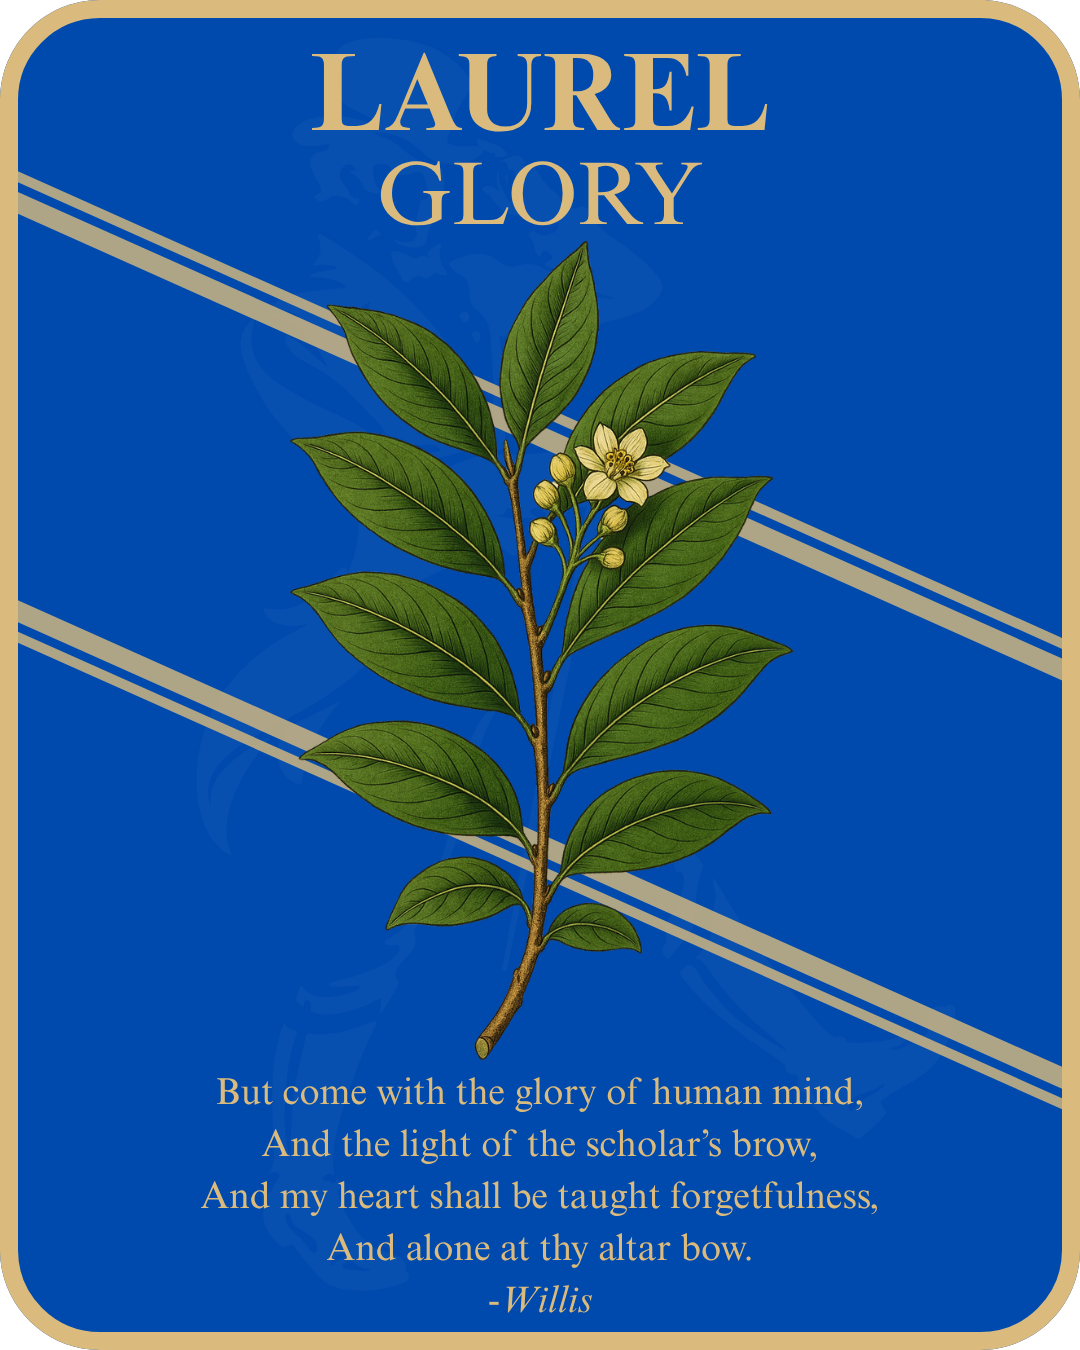 LAUREL
GLORY
But come with the glory of human mind,
And the light of the scholar’s brow,
And my heart shall be taught forgetfulness,
And alone at thy altar bow.
-Willis